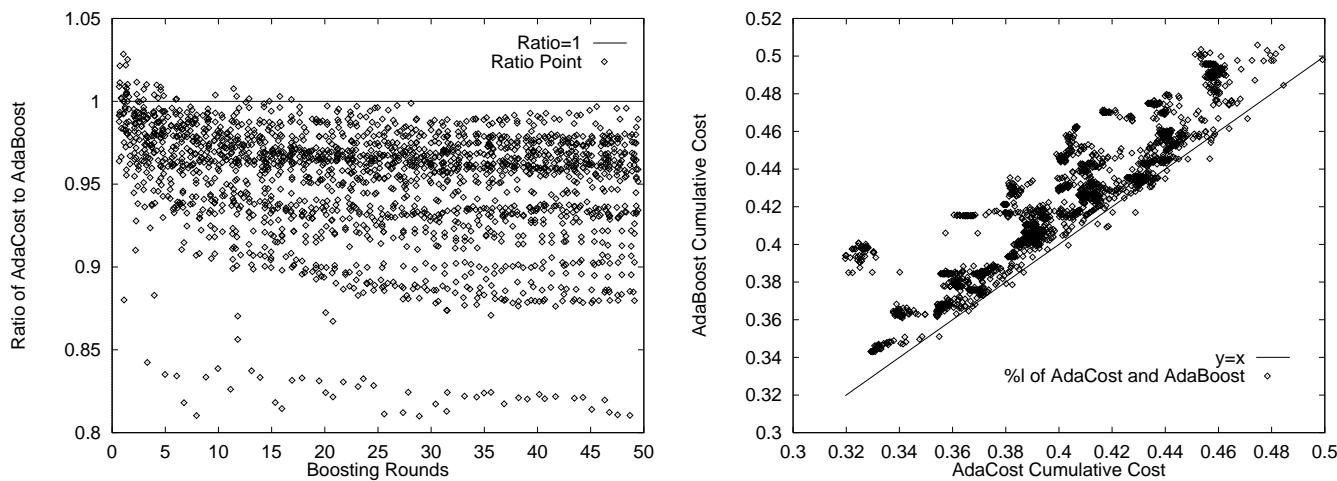 1.05
1
0.95
0.9
0.85
0.8
Ratio of AdaCost to AdaBoost
Ratio=1
Ratio Point
0 5 10 15 20 25 30 35 40 45 50
Boosting Rounds
0.52
0.5
0.48
0.46
0.44
0.42
0.4
0.38
0.36
0.34
0.32
0.3
AdaBoost Cumulative Cost
y=x
%l of AdaCost and AdaBoost
0.3 0.32 0.34 0.36 0.38 0.4 0.42 0.44 0.46 0.48 0.5
AdaCost Cumulative Cost